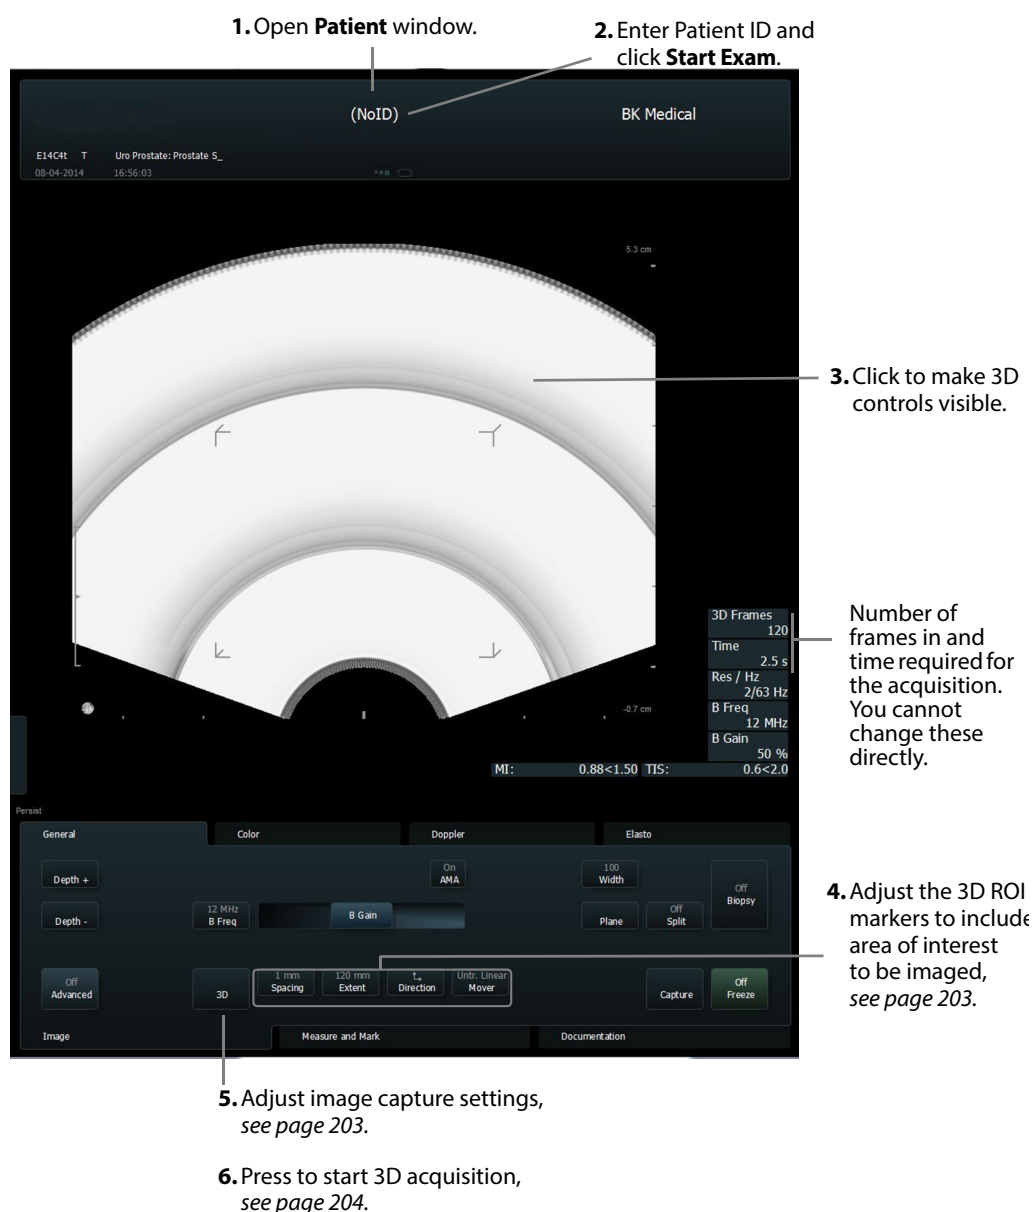 1. Open Patient window.
2. Enter Patient ID and
click Start Exam.
(NoID)
BK Medical
E14C4t T Uro Prostate: Prostate S_
08-04-2014 16:56:03
5.3 cm
3. Click to make 3D
controls visible.
3D Frames
120
Time
2.5 s
Res / Hz
2/63 Hz
B Freq
12 MHz
B Gain
50 %
-0.7 cm
MI: 0.88<1.50 TIS: 0.6<2.0
Number of
frames in and
time required for
the acquisition.
You cannot
change these
directly.
Persist
General Color Doppler Elasto
Depth +
On
AMA
100
Width
Off
Biopsy
Depth -
12 MHz
B Freq
B Gain
Plane
Off
Split
4. Adjust the 3D ROI
markers to include
area of interest
to be imaged,
see page 203.
Off
Advanced
3D
1 mm
Spacing
120 mm
Extent
Direction
Untr. Linear
Mover
Capture
Off
Freeze
Image Measure and Mark Documentation
5. Adjust image capture settings,
see page 203.
6. Press to start 3D acquisition,
see page 204.